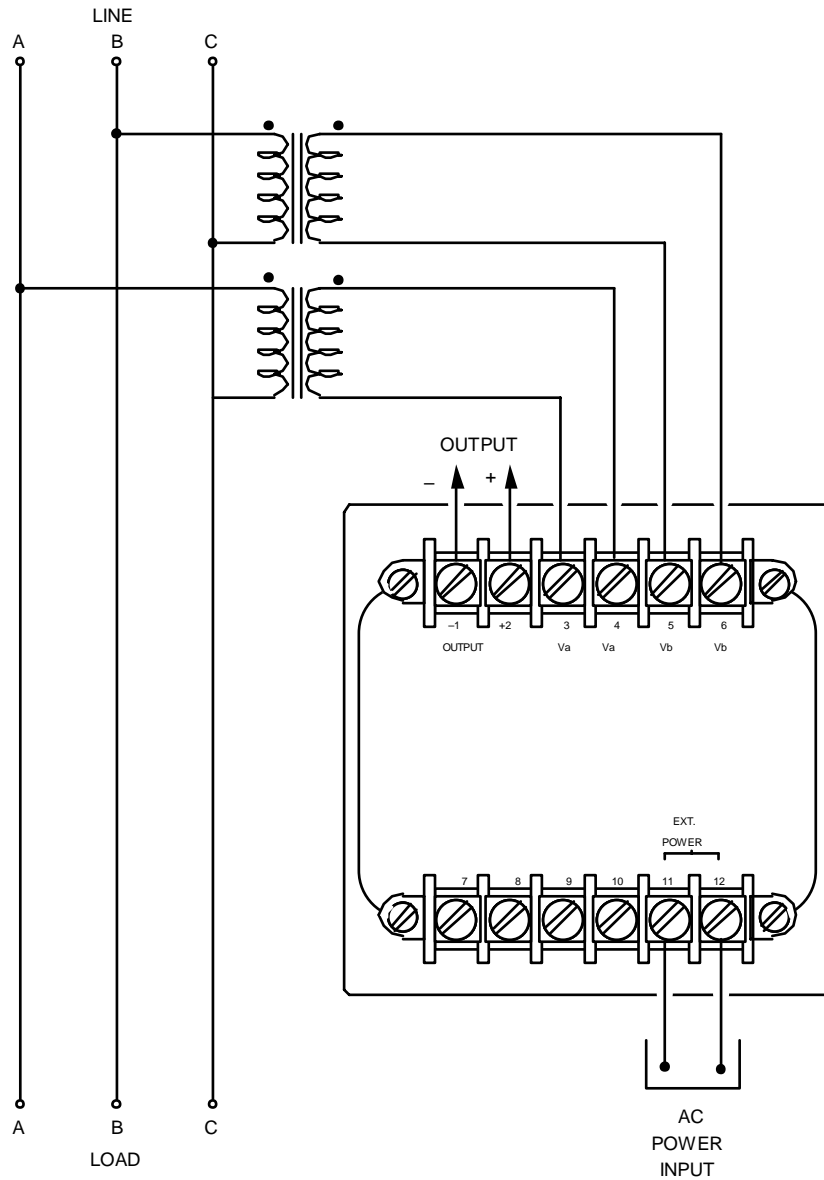 LINE
A B C
OUTPUT
– +
–1 +2 3 4 5 6
OUTPUT Va Va Vb Vb
EXT.
POWER
7 8 9 10 11 12
A B C
LOAD
AC
POWER
INPUT